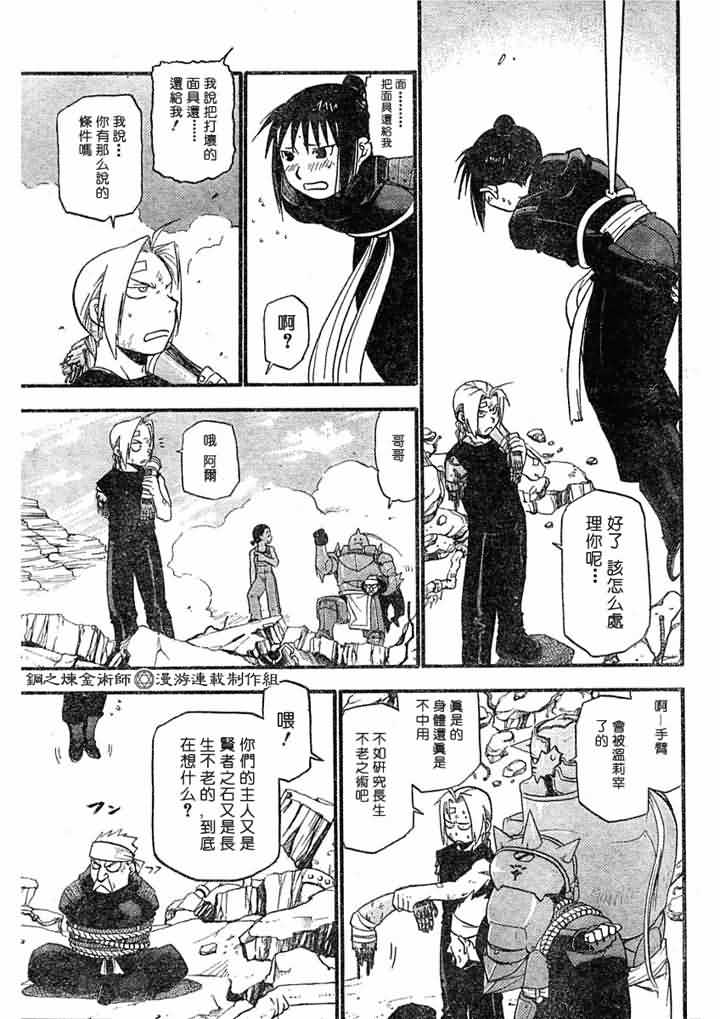 好了 該怎么處
理你呢⋯
面⋯⋯⋯
把面具還給我
啊？
我說把打壞的
面具還⋯⋯
還給我！
我說⋯
你有那么說的
條件嗎
哥哥
哦 阿爾
鋼之煉金術師 漫游連載制作組
啊—手臂
會被溫莉宰
了的
真是的
身體還真是
不中用
不如研究長生
不老之術吧
喂！
你們的主人又是
賢者之石又是長
生不老的，到底
在想什么？
フン